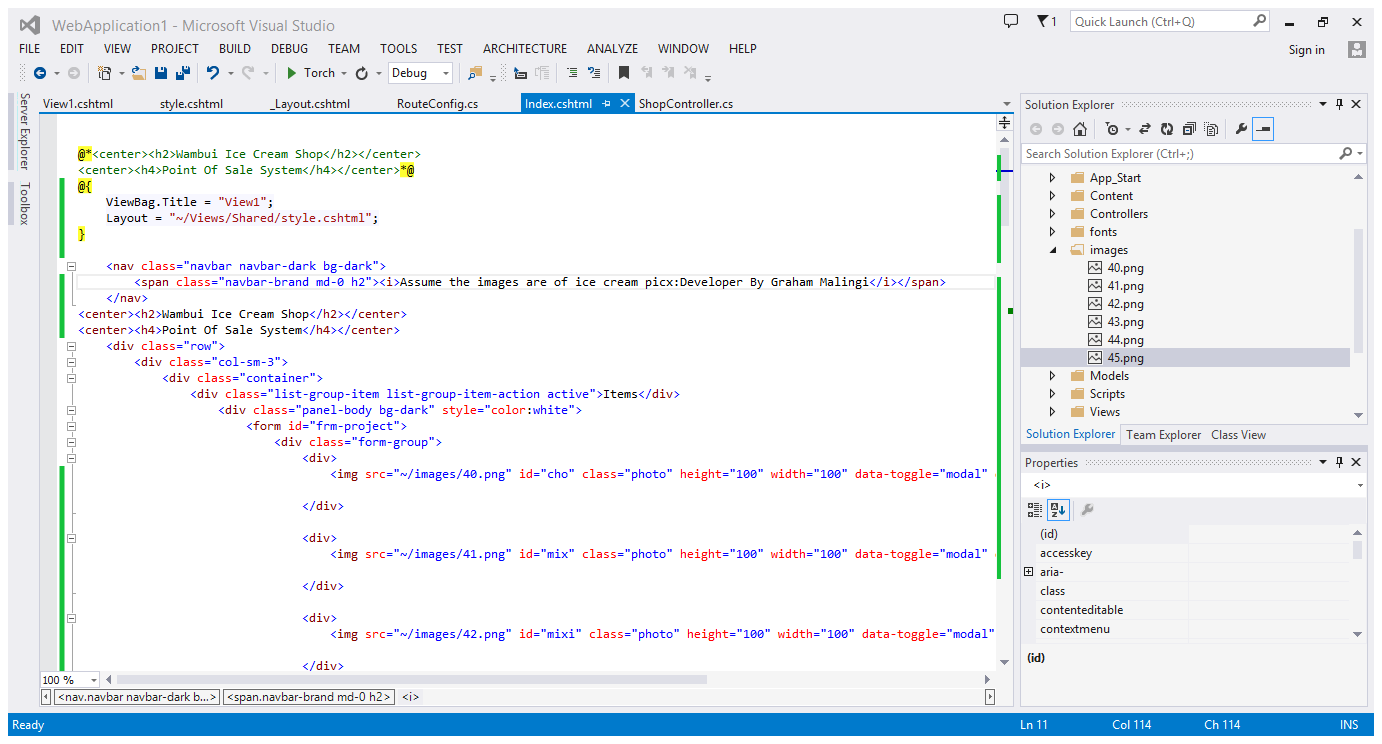 WebApplication1 - Microsoft Visual Studio
1
Quick Launch (Ctrl+Q)
FILE EDIT VIEW PROJECT BUILD DEBUG TEAM TOOLS TEST ARCHITECTURE ANALYZE WINDOW HELP
Sign in
Torch Debug
Server Explorer
Toolbox
View1.cshtml style.cshtml _Layout.cshtml RouteConfig.cs Index.cshtml ShopController.cs
@*<center><h2>Wambui Ice Cream Shop</h2></center>
<center><h4>Point Of Sale System</h4></center>*@
@{
ViewBag.Title = "View1";
Layout = "~/Views/Shared/style.cshtml";
}
<nav class="navbar navbar-dark bg-dark">
<span class="navbar-brand md-0 h2"><i>Assume the images are of ice cream picx:Developer By Graham Malingi</i></span>
</nav>
<center><h2>Wambui Ice Cream Shop</h2></center>
<center><h4>Point Of Sale System</h4></center>
<div class="row">
<div class="col-sm-3">
<div class="container">
<div class="list-group-item list-group-item-action active">Items</div>
<div class="panel-body bg-dark" style="color:white">
<form id="frm-project">
<div class="form-group">
<div>
<img src="~/images/40.png" id="cho" class="photo" height="100" width="100" data-toggle="modal"
</div>
<div>
<img src="~/images/41.png" id="mix" class="photo" height="100" width="100" data-toggle="modal"
</div>
<div>
<img src="~/images/42.png" id="mixi" class="photo" height="100" width="100" data-toggle="modal"
</div>
100 %
<nav.navbar navbar-dark b...> <span.navbar-brand md-0 h2> <i>
Solution Explorer
Search Solution Explorer (Ctrl+;)
App_Start
Content
Controllers
fonts
images
40.png
41.png
42.png
43.png
44.png
45.png
Models
Scripts
Views
Solution Explorer Team Explorer Class View
Properties
<i>
(id)
accesskey
aria-
class
contenteditable
contextmenu
(id)
Ready Ln 11 Col 114 Ch 114 INS